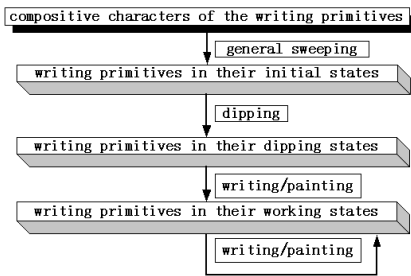 compositive characters of the writing primitives
general sweeping
writing primitives in their initial states
dipping
writing primitives in their dipping states
writing/painting
writing primitives in their working states
writing/painting